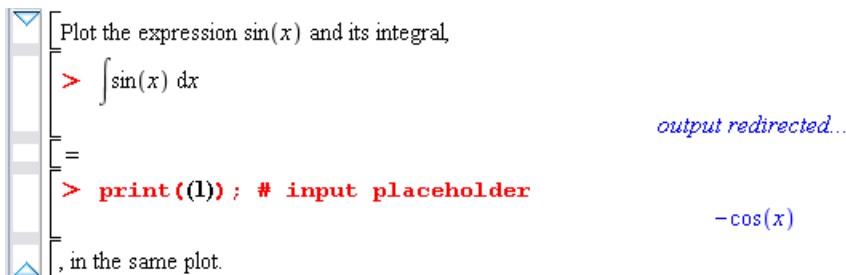 Plot the expression sin(x) and its integral,
> ∫sin(x) dx
output redirected...
=
> print((1)); # input placeholder
−cos(x)
, in the same plot.